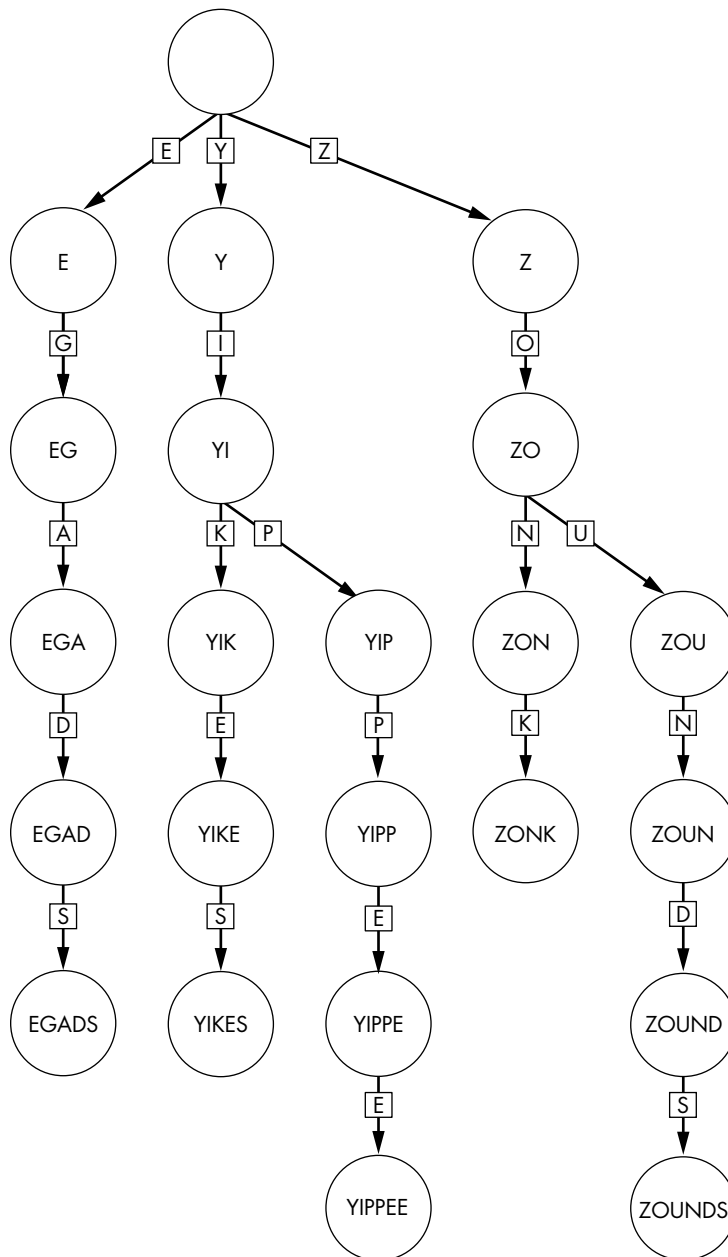 E Y Z
E Y Z
G I O
EG YI ZO
A K P N U
EGA YIK YIP ZON ZOU
D E P K N
EGAD YIKE YIPP ZONK ZOUN
S S E D
EGADS YIKES YIPPE ZOUND
E S
YIPPEE ZOUNDS